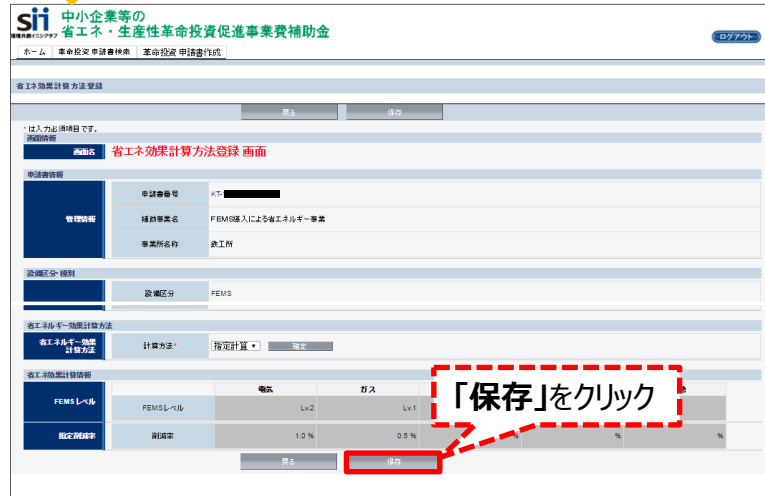 sii 中小企業等の
環境共創イニシアチブ 省エネ・生産性革命投資促進事業費補助金
ログアウト
ホーム 革命投資 申請書検索 革命投資 申請書作成
省エネ効果計算方法登録
戻る 保存
* は入力必須項目です。
画面情報
画面名 省エネ効果計算方法登録 画面
申請書情報
管理情報
申請書番号 KT-
補助事業名 FEMS導入による省エネルギー事業
事業所名称 鉄工所
設備区分・種別
設備区分 FEMS
省エネルギー効果計算方法
省エネルギー効果
計算方法
計算方法* 指定計算 ▼ 確定
省エネ効果計算情報
電気 ガス
FEMSレベル FEMSレベル Lv.2 Lv.1
指定削減率 削減率 1.0 % 0.5 % % % %
戻る 保存
「保存」をクリック